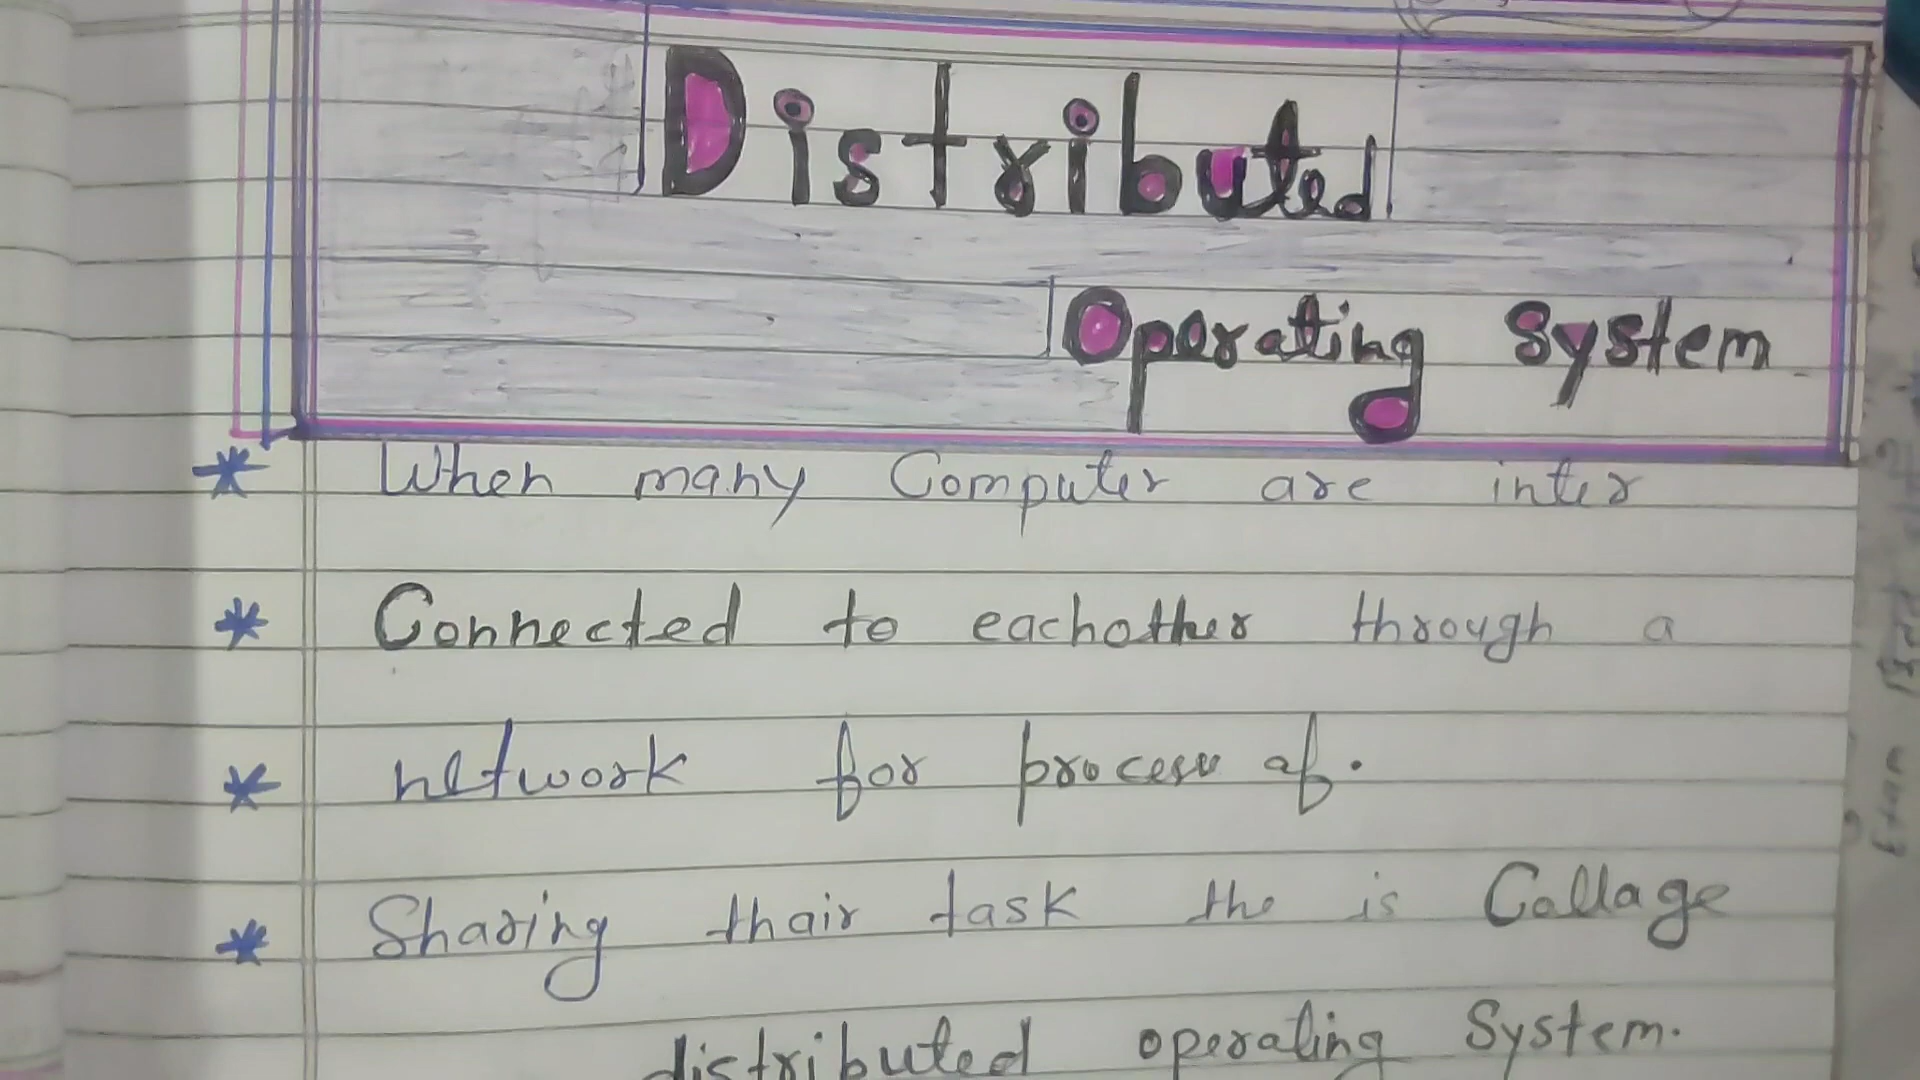 Distributed
Operating System
* When many Computer are inter
* Connected to eachother through a
* network for process of.
* Sharing thair task the is Collage
distributed operating System.